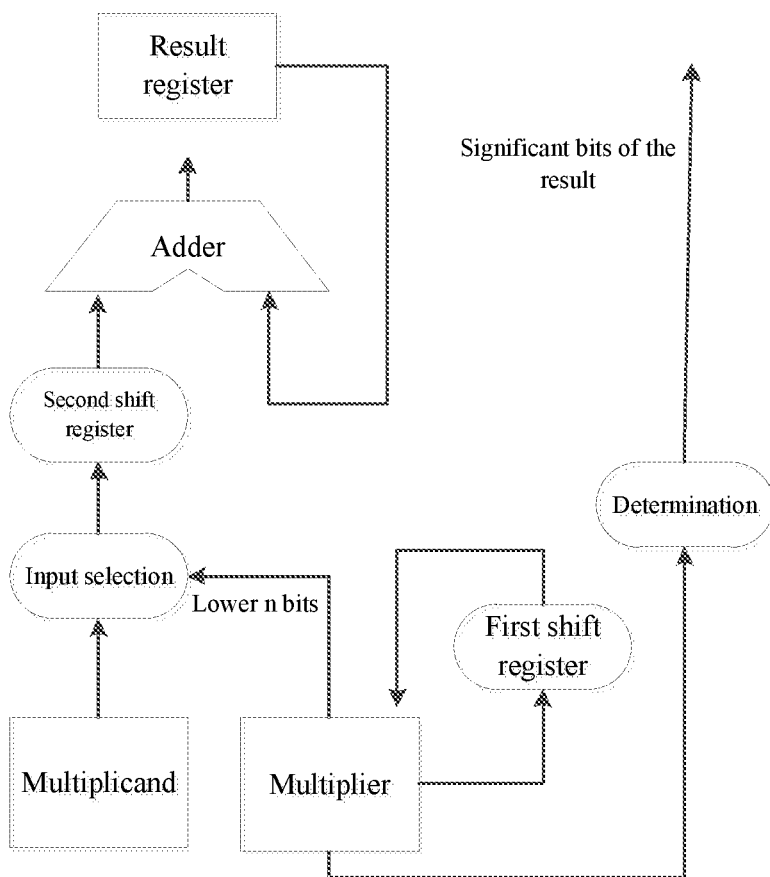 Result
register
Significant bits of the
result
Adder
Second shift
register
Determination
Input selection
Lower n bits
First shift
register
Multiplicand
Multiplier